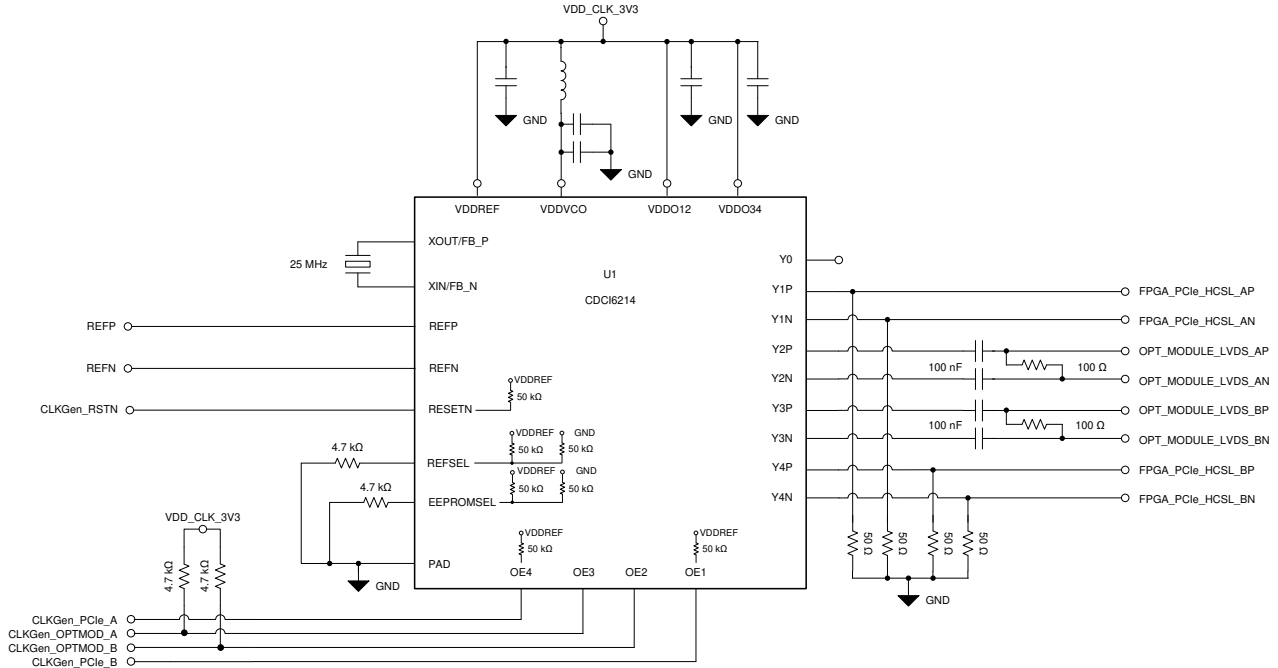 VDD_CLK_3V3
GND
GND
GND
GND
VDDREF
VDDVCO
VDDO12
VDDO34
XOUT/FB_P
25 MHz
XIN/FB_N
U1
CDCI6214
Y0
Y1P
FPGA_PCIe_HCSL_AP
REFP
REFP
Y1N
FPGA_PCIe_HCSL_AN
Y2P
OPT_MODULE_LVDS_AP
REFN
REFN
100 nF
100 Ω
Y2N
OPT_MODULE_LVDS_AN
VDDREF
50 kΩ
CLKGen_RSTN
RESETN
Y3P
OPT_MODULE_LVDS_BP
100 nF
100 Ω
VDDREF
GND
Y3N
OPT_MODULE_LVDS_BN
4.7 kΩ
50 kΩ
50 kΩ
REFSEL
Y4P
FPGA_PCIe_HCSL_BP
VDDREF
GND
4.7 kΩ
50 kΩ
50 kΩ
EEPROMSEL
Y4N
FPGA_PCIe_HCSL_BN
VDD_CLK_3V3
VDDREF
50 kΩ
VDDREF
50 kΩ
50 Ω
50 Ω
50 Ω
50 Ω
4.7 kΩ
4.7 kΩ
PAD
GND
OE4
OE3
OE2
OE1
GND
CLKGen_PCIe_A
CLKGen_OPTMOD_A
CLKGen_OPTMOD_B
CLKGen_PCIe_B